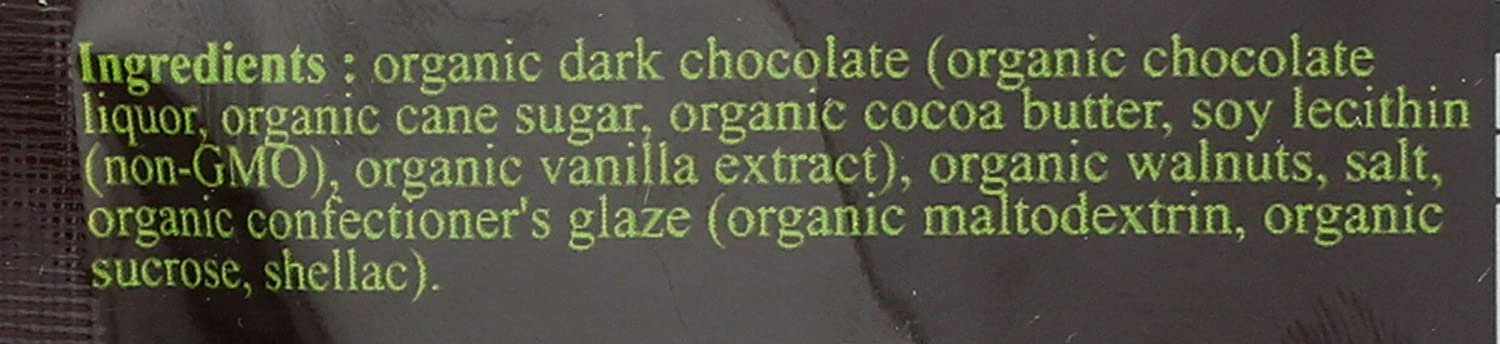 Ingredients : organic dark chocolate (organic chocolate
liquor, organic cane sugar, organic cocoa butter, soy lecithin
(non-GMO), organic vanilla extract), organic walnuts, salt,
organic confectioner's glaze (organic maltodextrin, organic
sucrose, shellac).